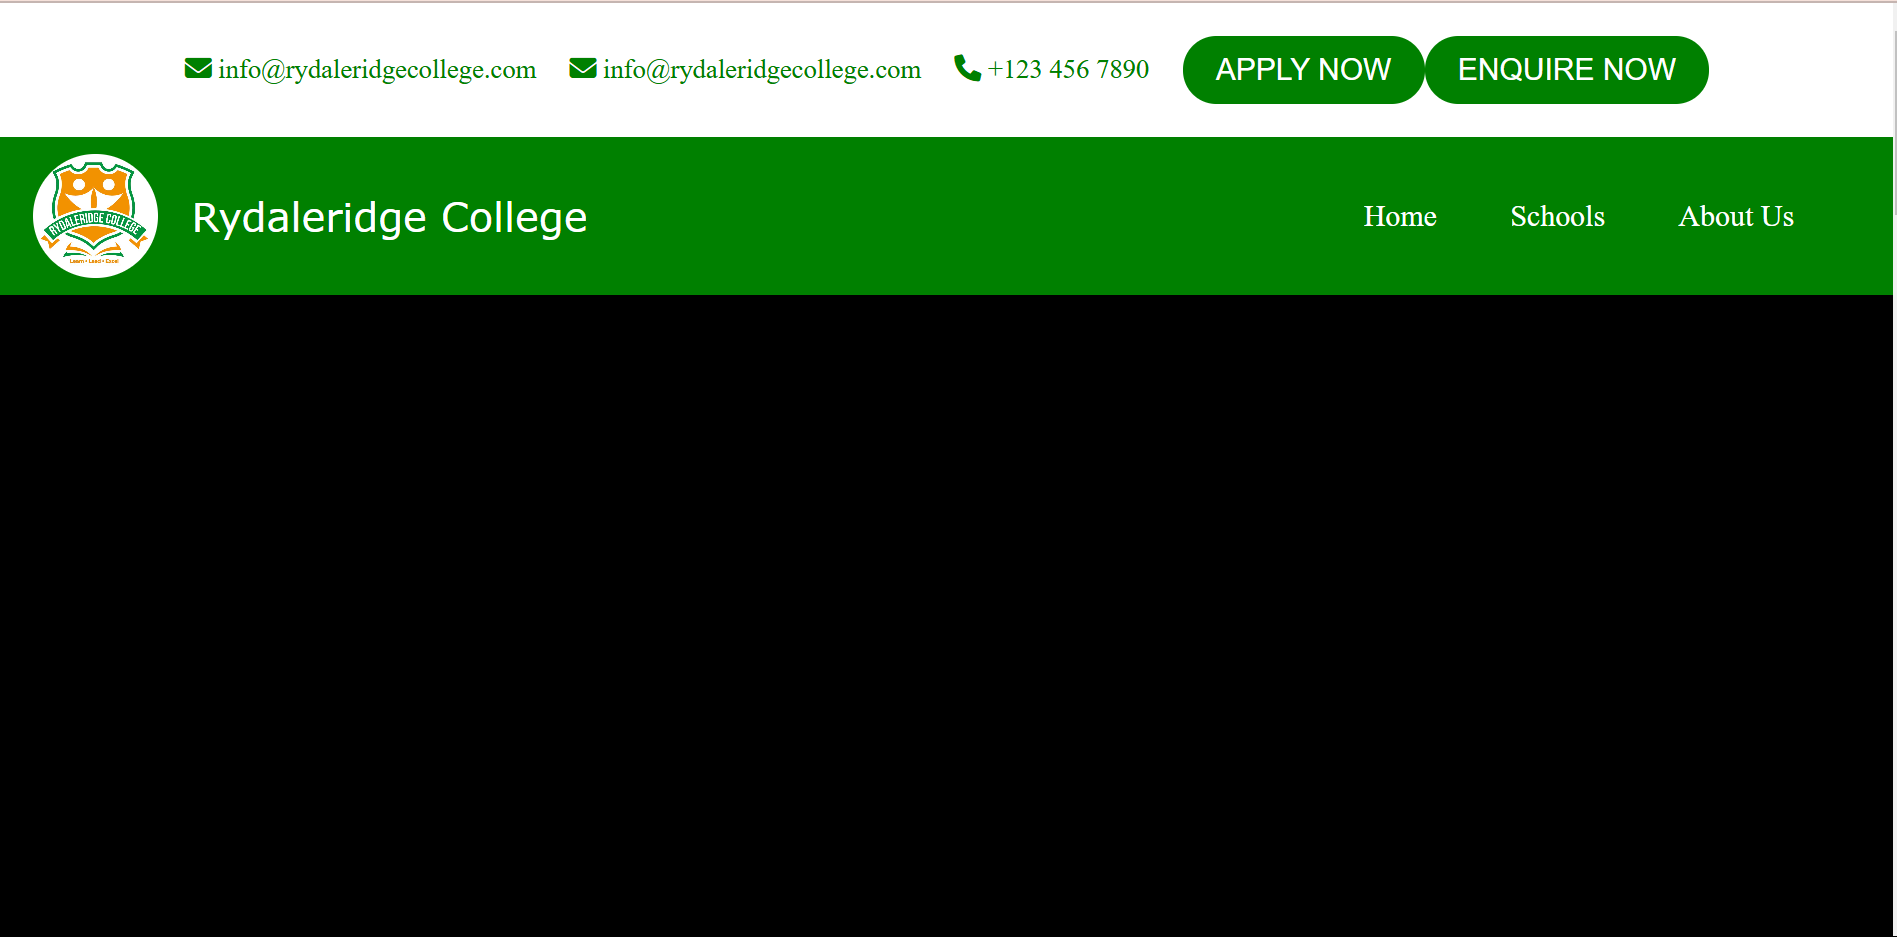 info@rydaleridgecollege.com info@rydaleridgecollege.com +123 456 7890 APPLY NOW ENQUIRE NOW
RYDALERIDGE COLLEGE
Learn • Lead • Excel
Rydaleridge College
Home Schools About Us